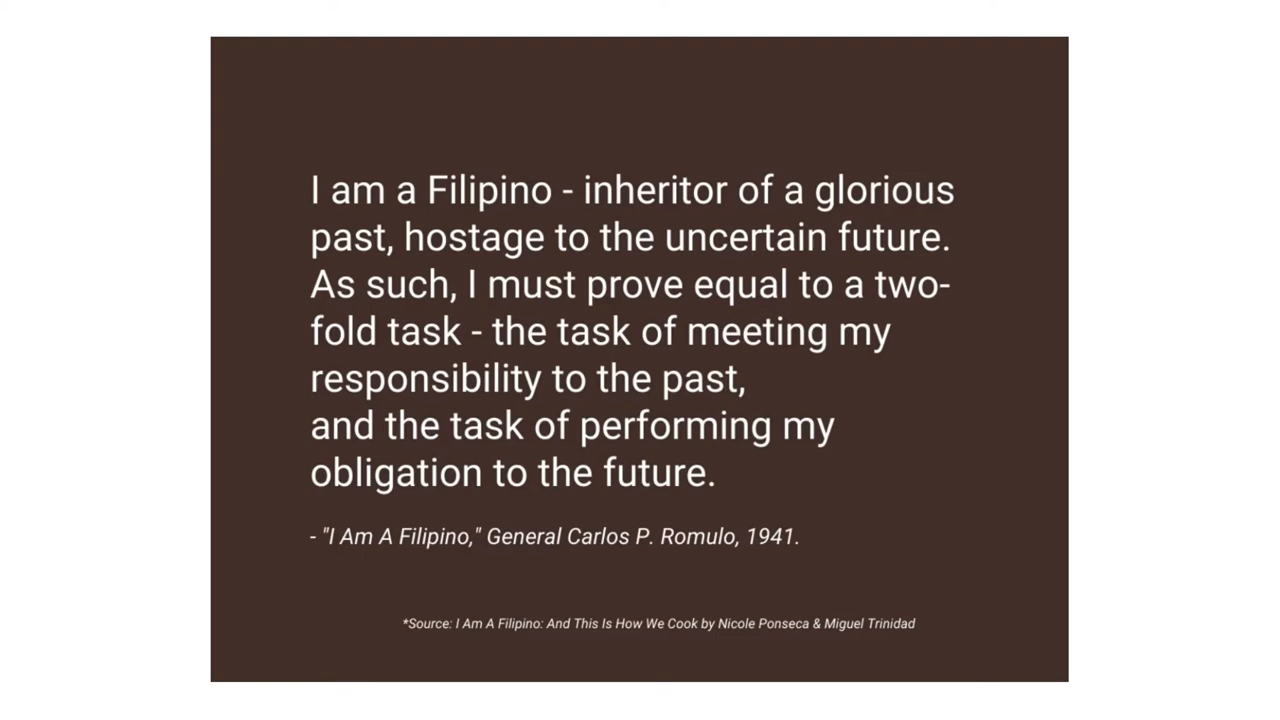 I am a Filipino - inheritor of a glorious
past, hostage to the uncertain future.
As such, I must prove equal to a two-
fold task - the task of meeting my
responsibility to the past,
and the task of performing my
obligation to the future.
- "I Am A Filipino," General Carlos P. Romulo, 1941.
*Source: I Am A Filipino: And This Is How We Cook by Nicole Ponseca & Miguel Trinidad